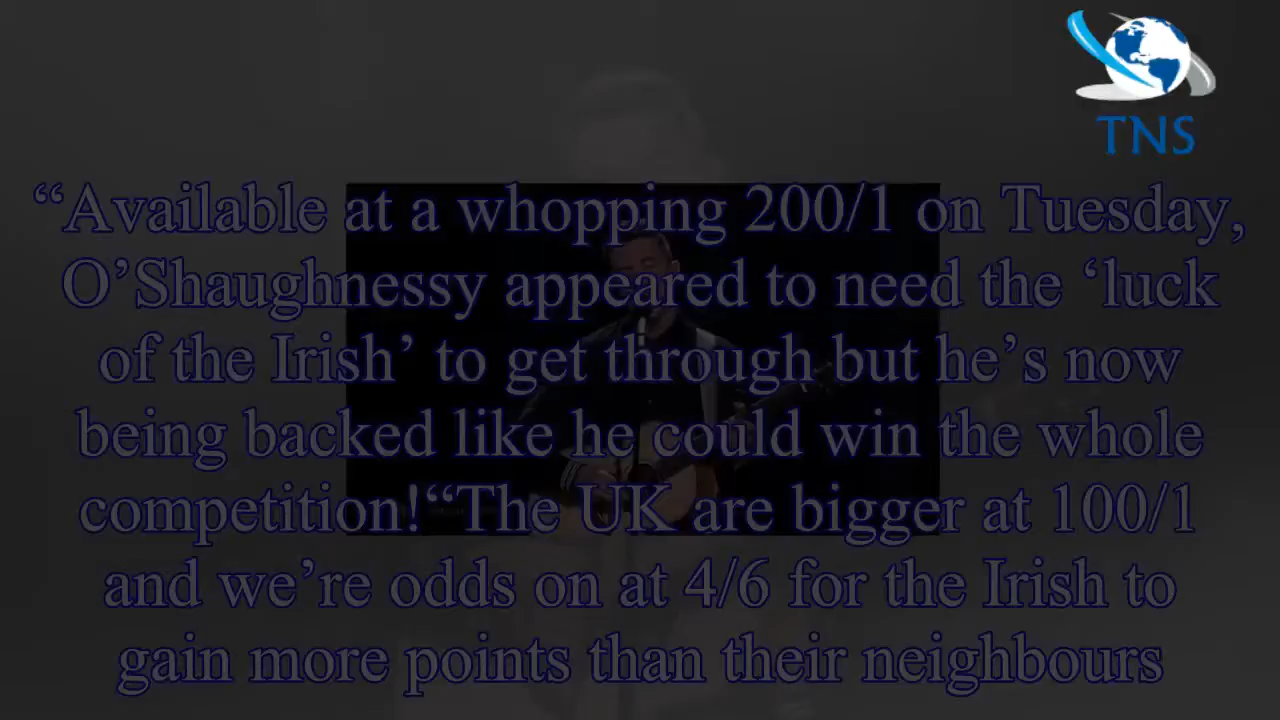 TNS
“Available at a whopping 200/1 on Tuesday,
O’Shaughnessy appeared to need the ‘luck
of the Irish’ to get through but he’s now
being backed like he could win the whole
competition!“The UK are bigger at 100/1
and we’re odds on at 4/6 for the Irish to
gain more points than their neighbours